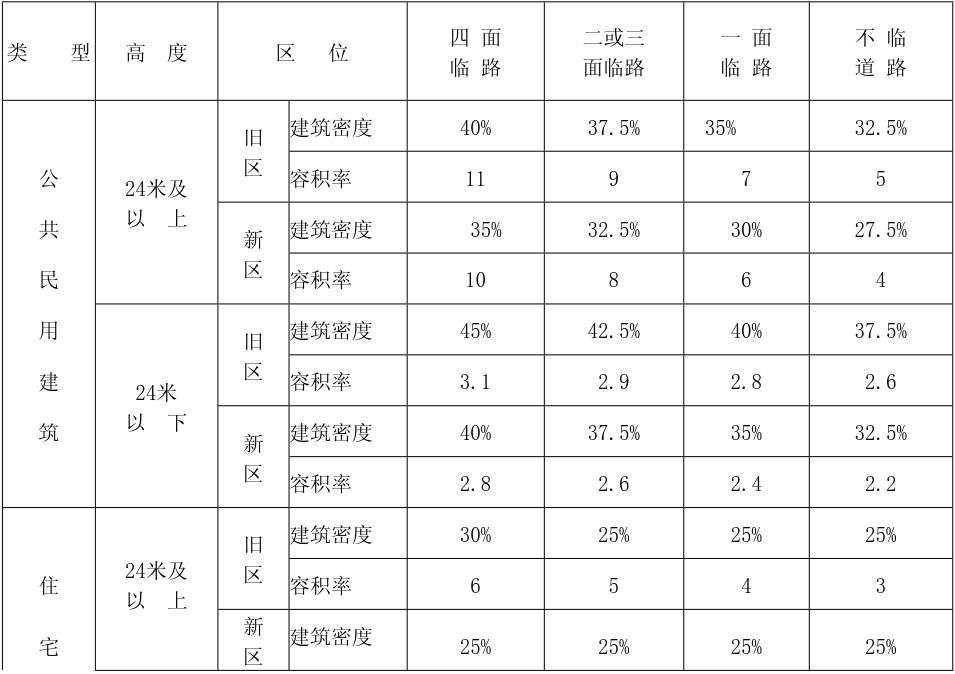 类 型 高 度 区 位 四 面 临 路 二或三 面临路 一 面 临 路 不 临 道 路
公共民用建筑 24米及 以 上 旧区 建筑密度 40% 37.5% 35% 32.5%
容积率 11 9 7 5
新区 建筑密度 35% 32.5% 30% 27.5%
容积率 10 8 6 4
24米 以 下 旧区 建筑密度 45% 42.5% 40% 37.5%
容积率 3.1 2.9 2.8 2.6
新区 建筑密度 40% 37.5% 35% 32.5%
容积率 2.8 2.6 2.4 2.2
住宅 24米及 以 上 旧区 建筑密度 30% 25% 25% 25%
容积率 6 5 4 3
新区 建筑密度 25% 25% 25% 25%